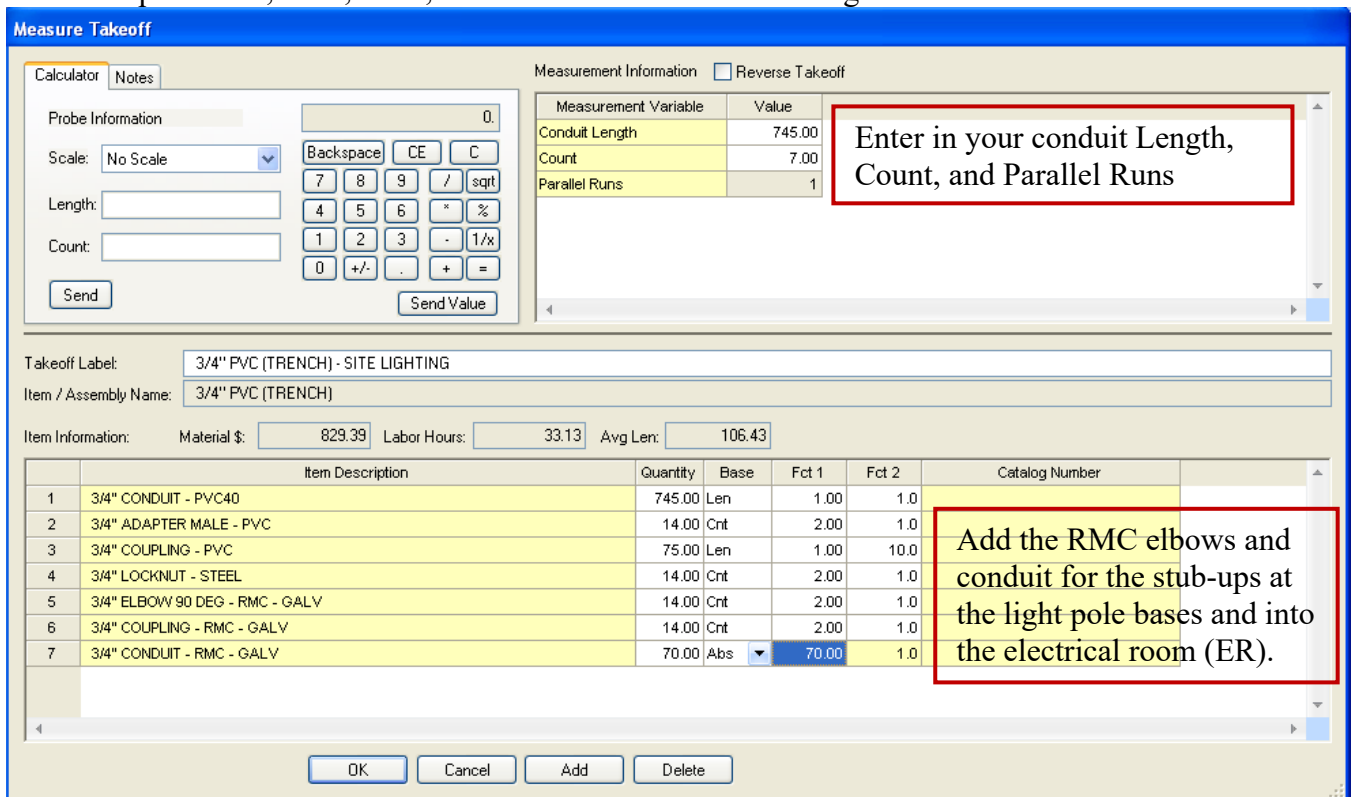 Measure Takeoff
Calculator Notes
Measurement Information Reverse Takeoff
Probe Information
0.
Scale: No Scale
Backspace CE C
7 8 9 / sqrt
Length:
4 5 6 * %
Count:
1 2 3 - 1/x
0 +/- . + =
Send
Send Value
Measurement Variable Value
Conduit Length 745.00
Count 7.00
Parallel Runs 1
Enter in your conduit Length,
Count, and Parallel Runs
Takeoff Label: 3/4" PVC (TRENCH) - SITE LIGHTING
Item / Assembly Name: 3/4" PVC (TRENCH)
Item Information: Material $: 829.39 Labor Hours: 33.13 Avg Len: 106.43
Item Description Quantity Base Fct 1 Fct 2 Catalog Number
1 3/4" CONDUIT - PVC40 745.00 Len 1.00 1.0
2 3/4" ADAPTER MALE - PVC 14.00 Cnt 2.00 1.0
3 3/4" COUPLING - PVC 75.00 Len 1.00 10.0
4 3/4" LOCKNUT - STEEL 14.00 Cnt 2.00 1.0
5 3/4" ELBOW 90 DEG - RMC - GALV 14.00 Cnt 2.00 1.0
6 3/4" COUPLING - RMC - GALV 14.00 Cnt 2.00 1.0
7 3/4" CONDUIT - RMC - GALV 70.00 Abs 70.00 1.0
Add the RMC elbows and
conduit for the stub-ups at
the light pole bases and into
the electrical room (ER).
OK Cancel Add Delete